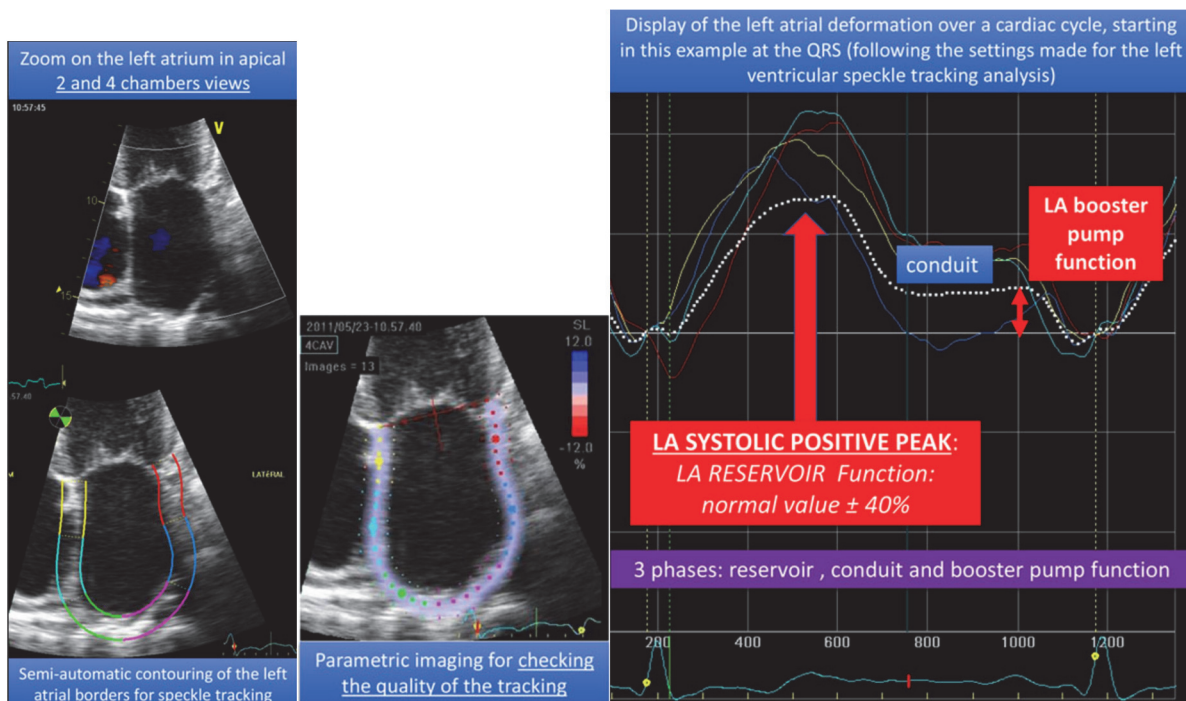 Zoom on the left atrium in apical
2 and 4 chambers views
10:57:45
V
10
15
57.40
LATÉRAL
Semi-automatic contouring of the left
atrial borders for speckle tracking
2011/05/23-10.57.40
4CAV
Images = 13
SL
12.0
-12.0
%
Parametric imaging for checking
the quality of the tracking
Display of the left atrial deformation over a cardiac cycle, starting
in this example at the QRS (following the settings made for the left
ventricular speckle tracking analysis)
LA booster
pump
function
conduit
LA SYSTOLIC POSITIVE PEAK:
LA RESERVOIR Function:
normal value ± 40%
3 phases: reservoir , conduit and booster pump function
200 400 600 800 1000 1200